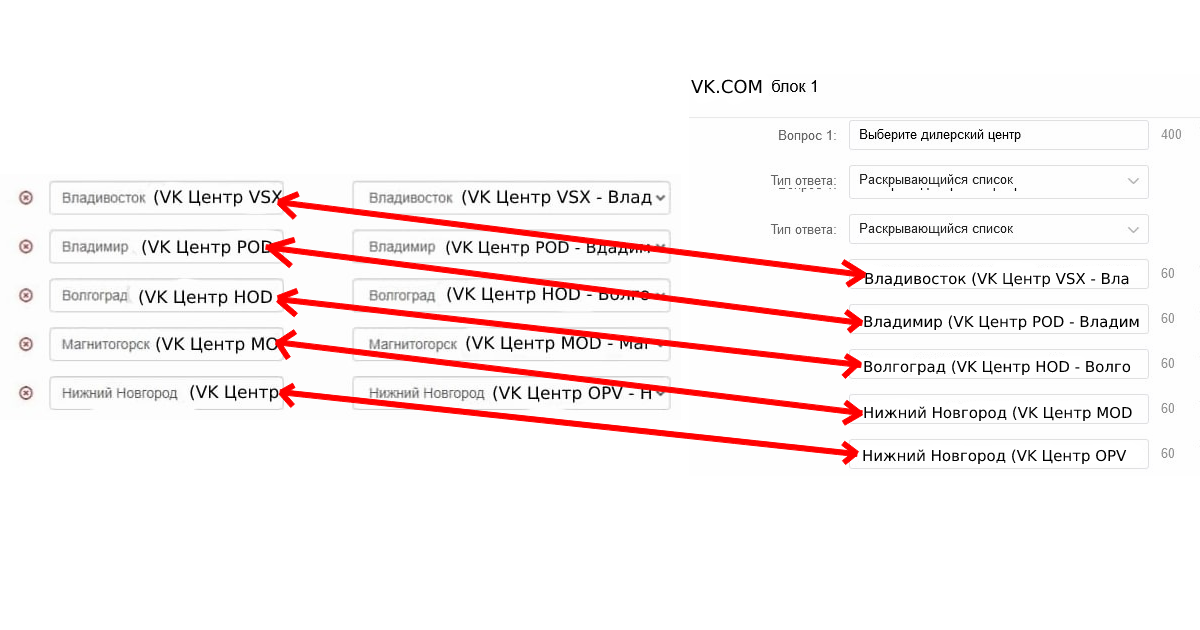 VK.COM блок 1
Вопрос 1: Выберите дилерский центр 400
Тип ответа: Раскрывающийся список
Тип ответа: Раскрывающийся список
Владивосток (VK Центр VSX - Вла 60
Владимир (VK Центр POD - Владим 60
Волгоград (VK Центр HOD - Волго 60
Нижний Новгород (VK Центр MOD 60
Нижний Новгород (VK Центр OPV 60
Владивосток (VK Центр VSX Владивосток (VK Центр VSX - Влад
Владимир (VK Центр POD Владимир (VK Центр POD - Вдадим
Волгоград (VK Центр HOD Волгоград (VK Центр HOD - Волго
Магнитогорск (VK Центр MO Магнитогорск (VK Центр MOD - Маг
Нижний Новгород (VK Центр Нижний Новгород (VK Центр OPV - Н